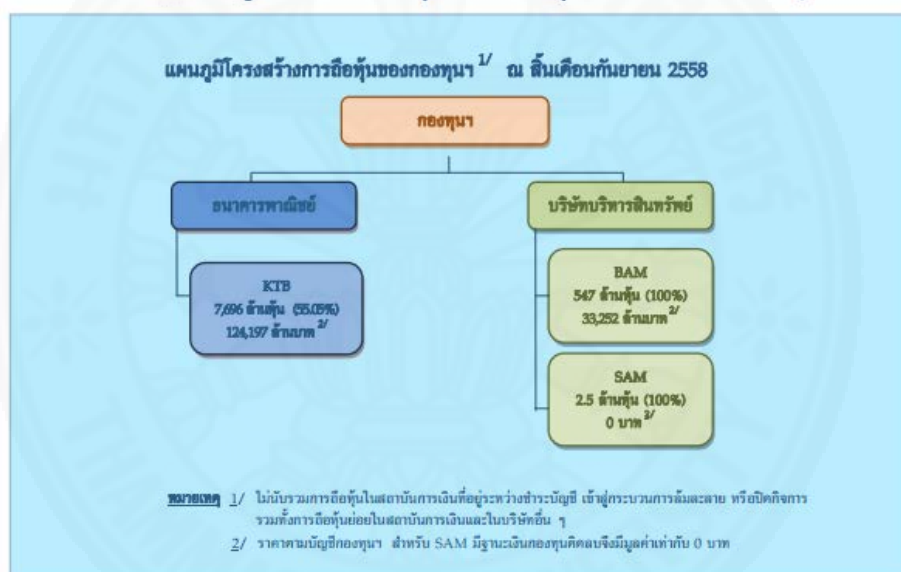 แผนภูมิโครงสร้างการถือหุ้นของกองทุนฯ 1/ ณ สิ้นเดือนกันยายน 2558
กองทุนฯ
ธนาคารพาณิชย์
บริษัทบริหารสินทรัพย์
KTB
7,696 ล้านหุ้น (55.05%)
124,197 ล้านบาท 2/
BAM
547 ล้านหุ้น (100%)
33,252 ล้านบาท 2/
SAM
2.5 ล้านหุ้น (100%)
0 บาท 2/
หมายเหตุ 1/ ไม่นับรวมการถือหุ้นในสถาบันการเงินที่อยู่ระหว่างชำระบัญชี เข้าสู่กระบวนการล้มละลาย หรือปิดกิจการ
รวมทั้งการถือหุ้นย่อยในสถาบันการเงินและในบริษัทอื่น ๆ
2/ ราคาตามบัญชีกองทุนฯ สำหรับ SAM มีฐานะเงินกองทุนติดลบจึงมีมูลค่าเท่ากับ 0 บาท